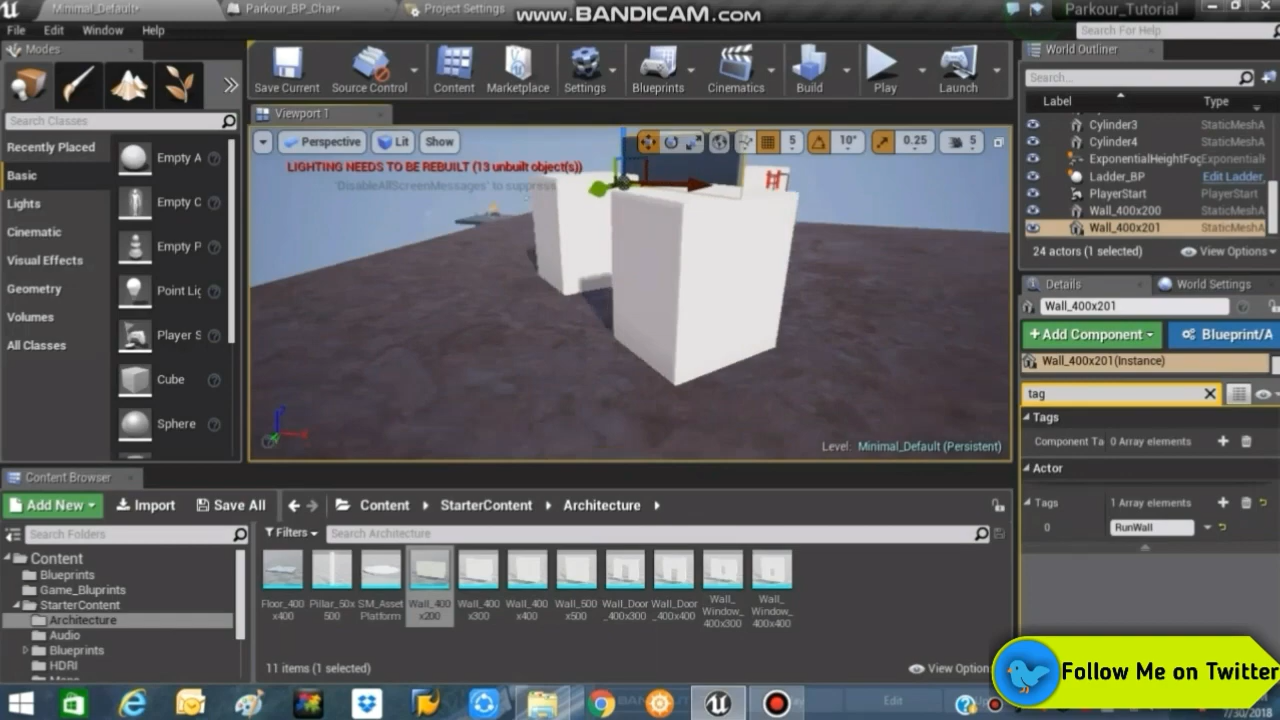 Minimal_Default*
Parkour_BP_Char*
Project Settings
www.BANDICAM.com
Parkour_Tutorial
File
Edit
Window
Help
Search For Help
Modes
Save Current
Source Control
Content
Marketplace
Settings
Blueprints
Cinematics
Build
Play
Launch
World Outliner
Search...
Label
Type
Search Classes
Recently Placed
Basic
Lights
Cinematic
Visual Effects
Geometry
Volumes
All Classes
Empty A
Empty C
Empty P
Point Lig
Player S
Cube
Sphere
Viewport 1
Perspective
Lit
Show
5
10°
0.25
5
LIGHTING NEEDS TO BE REBUILT (13 unbuilt object(s))
'DisableAllScreenMessages' to suppress
Level: Minimal_Default (Persistent)
Cylinder3 StaticMeshA
Cylinder4 StaticMeshA
ExponentialHeightFog Exponential
Ladder_BP Edit Ladder_
PlayerStart PlayerStart
Wall_400x200 StaticMeshA
Wall_400x201 StaticMeshA
24 actors (1 selected)
View Options
Details
World Settings
Wall_400x201
+Add Component
Blueprint/A
Wall_400x201(Instance)
tag
Tags
Component Ta 0 Array elements
Actor
Tags 1 Array elements
0 RunWall
Content Browser
Add New
Import
Save All
Content
StarterContent
Architecture
Search Folders
Filters
Search Architecture
Content
Blueprints
Game_Bluprints
StarterContent
Architecture
Audio
Blueprints
HDRI
Floor_400x400
Pillar_50x500
SM_AssetPlatform
Wall_400x200
Wall_400x300
Wall_400x400
Wall_500x500
Wall_Door_400x300
Wall_Door_400x400
Wall_Window_400x300
Wall_Window_400x400
11 items (1 selected)
View Options
Follow Me on Twitter
Edit
7/30/2018